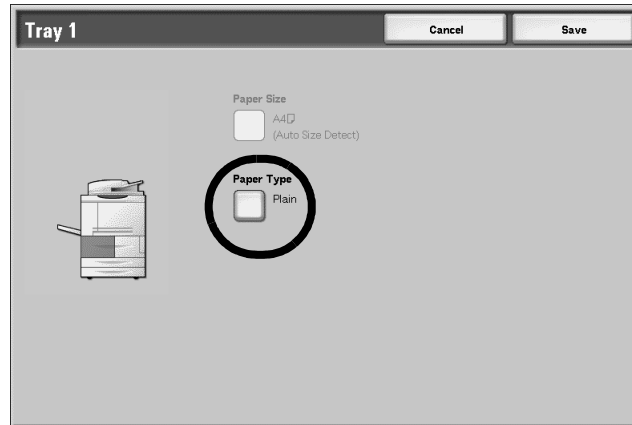 Tray 1
Cancel
Save
Paper Size
A4
(Auto Size Detect)
Paper Type
Plain